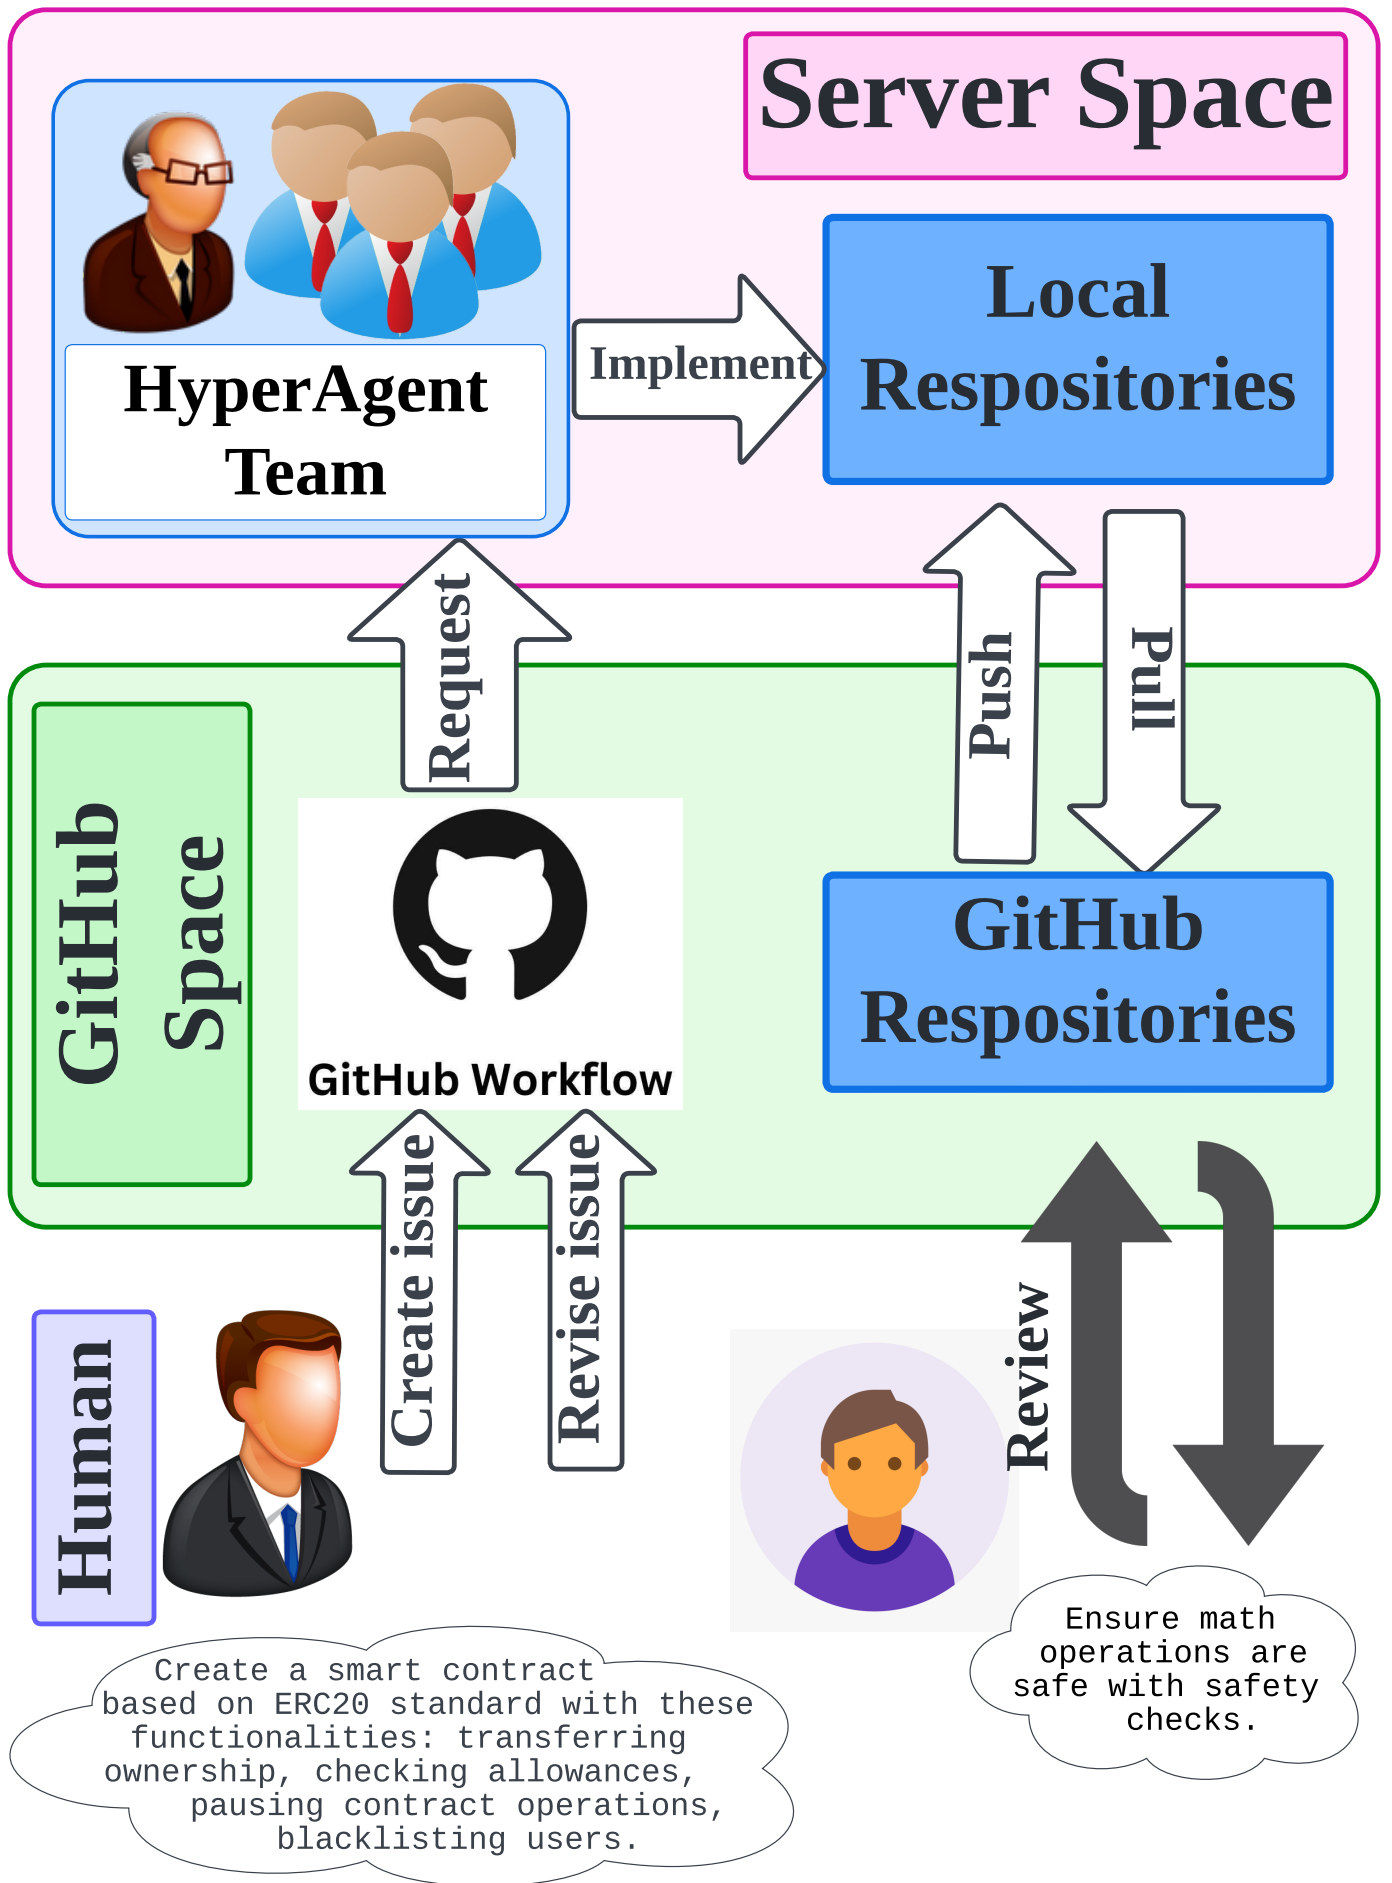 Server Space
HyperAgent
Team
Implement
Local
Respositories
Request
Push
Pull
GitHub
Space
GitHub Workflow
GitHub
Respositories
Create issue
Revise issue
Review
Human
Create a smart contract
based on ERC20 standard with these
functionalities: transferring
ownership, checking allowances,
pausing contract operations,
blacklisting users.
Ensure math
operations are
safe with safety
checks.